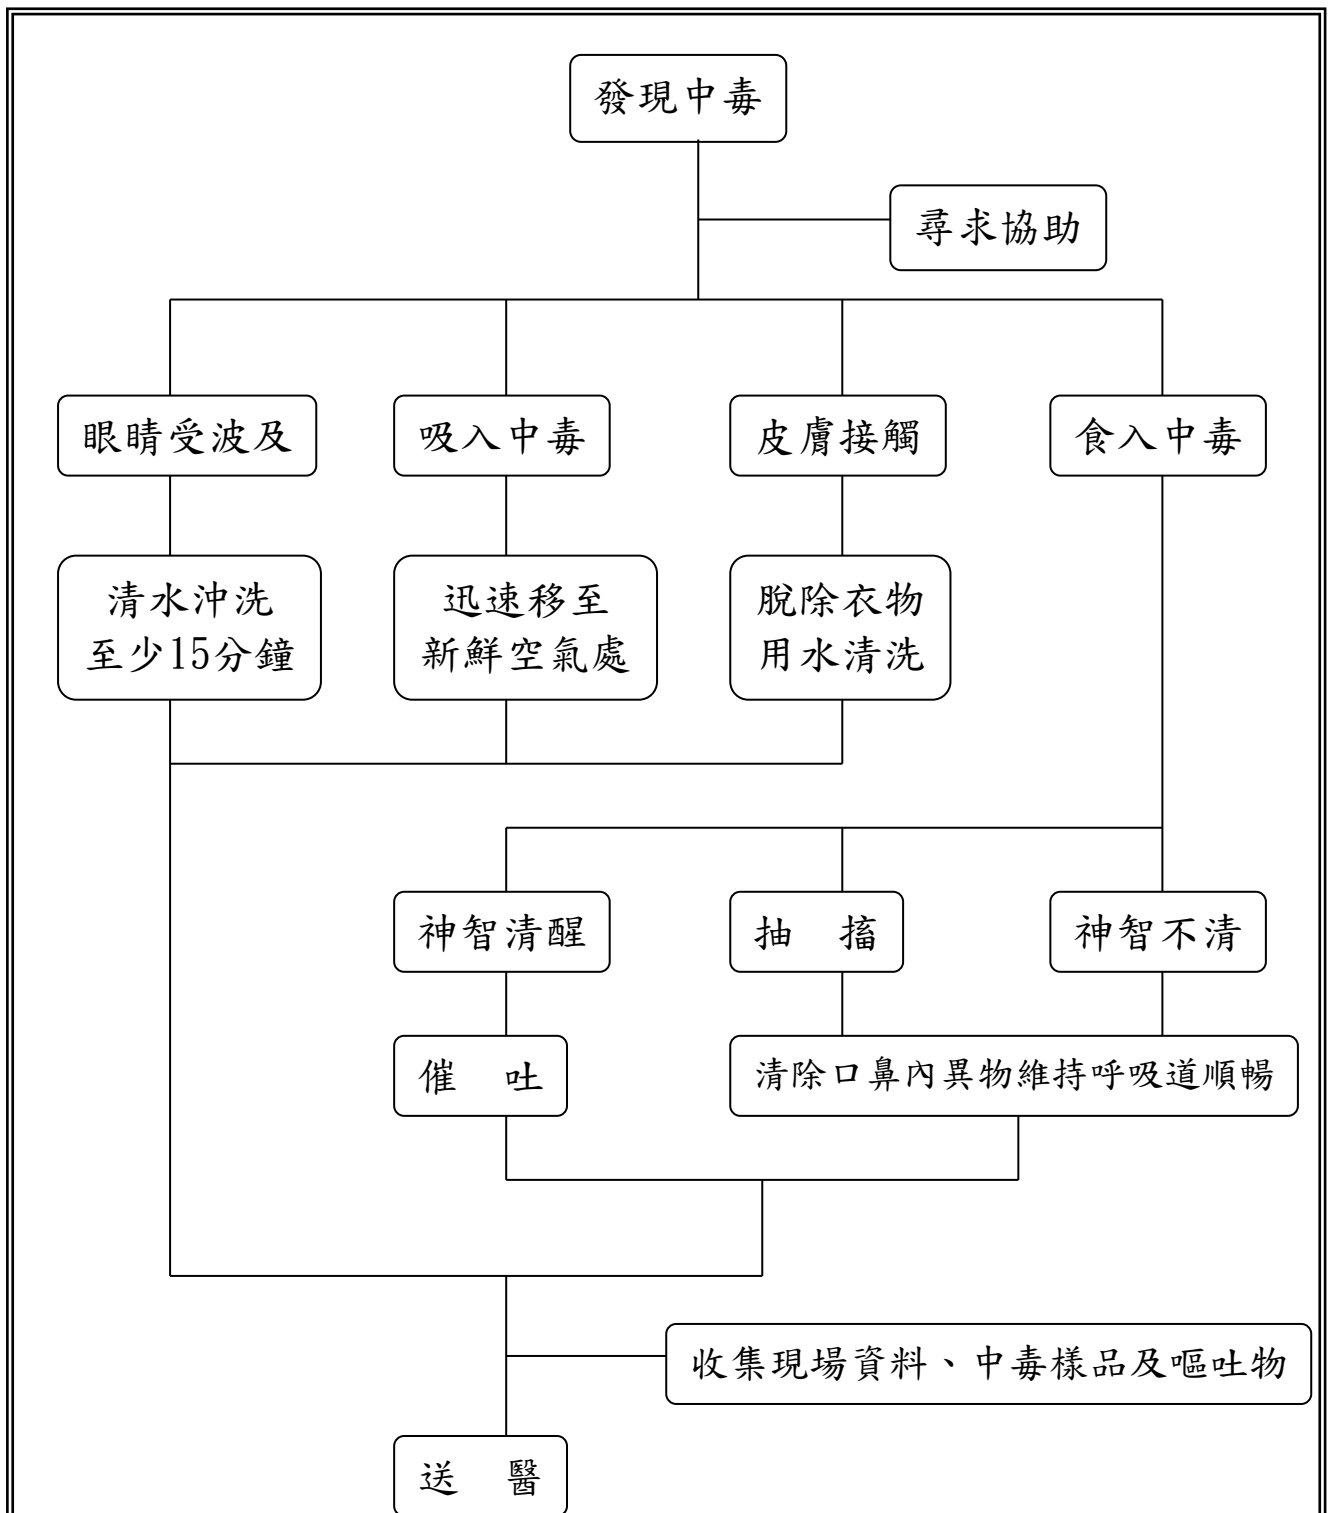 發現中毒
尋求協助
眼睛受波及
吸入中毒
皮膚接觸
食入中毒
清水沖洗
至少15分鐘
迅速移至
新鮮空氣處
脫除衣物
用水清洗
神智清醒
抽　搐
神智不清
催　吐
清除口鼻內異物維持呼吸道順暢
收集現場資料、中毒樣品及嘔吐物
送　醫